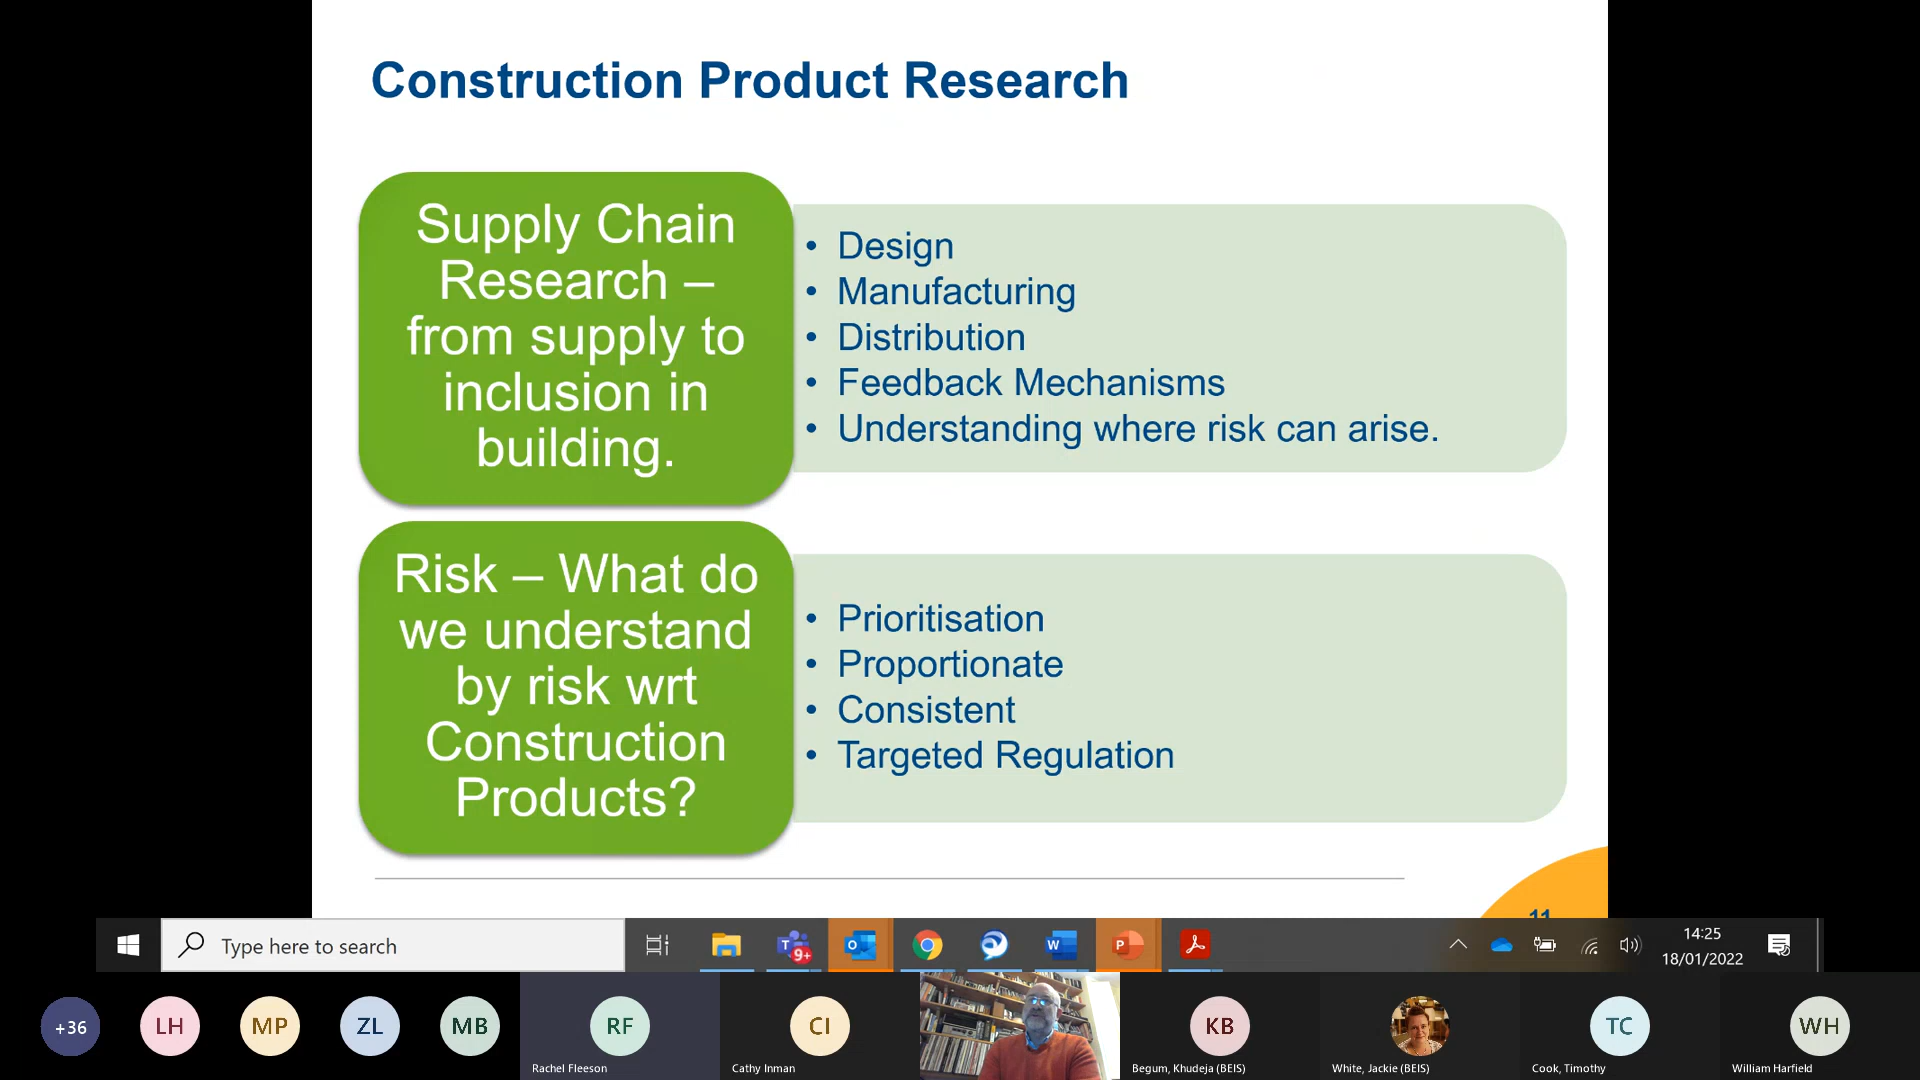 Construction Product Research
Supply Chain
Research –
from supply to
inclusion in
building.
• Design
• Manufacturing
• Distribution
• Feedback Mechanisms
• Understanding where risk can arise.
Risk – What do
we understand
by risk wrt
Construction
Products?
• Prioritisation
• Proportionate
• Consistent
• Targeted Regulation
11
Type here to search
9+
14:25
18/01/2022
+36
LH
MP
ZL
MB
RF
Rachel Fleeson
CI
Cathy Inman
KB
Begum, Khudeja (BEIS)
White, Jackie (BEIS)
TC
Cook, Timothy
WH
William Harfield